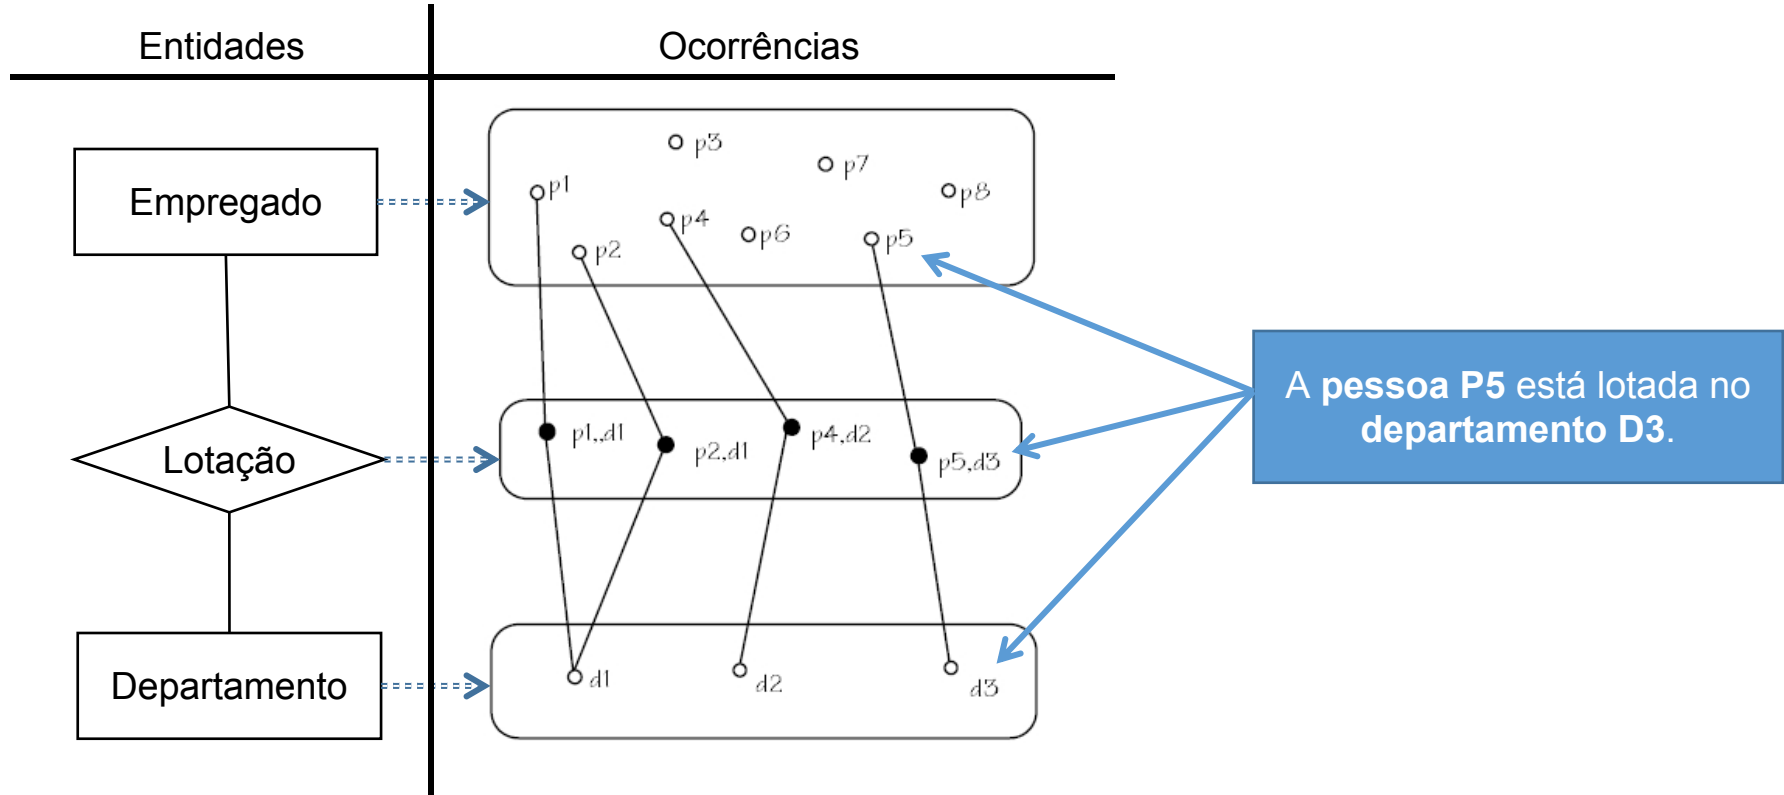 Entidades
Ocorrências
Empregado
p3
p7
p1
p8
p4
p6
p5
p2
A pessoa P5 está lotada no
departamento D3.
Lotação
p1,,d1
p2,d1
p4,d2
p5,d3
Departamento
d1
d2
d3